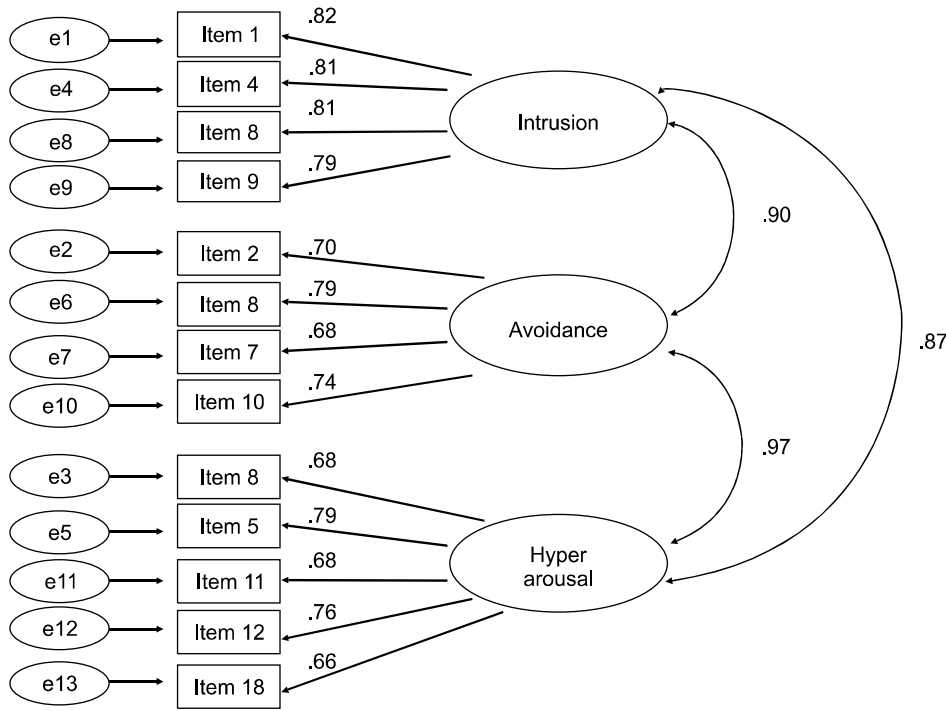 e1 Item 1 .82
e4 Item 4 .81
e8 Item 8 .81
e9 Item 9 .79
Intrusion
.90
e2 Item 2 .70
e6 Item 8 .79
e7 Item 7 .68
e10 Item 10 .74
Avoidance
.87
.97
e3 Item 8 .68
e5 Item 5 .79
e11 Item 11 .68
e12 Item 12 .76
e13 Item 18 .66
Hyper
arousal